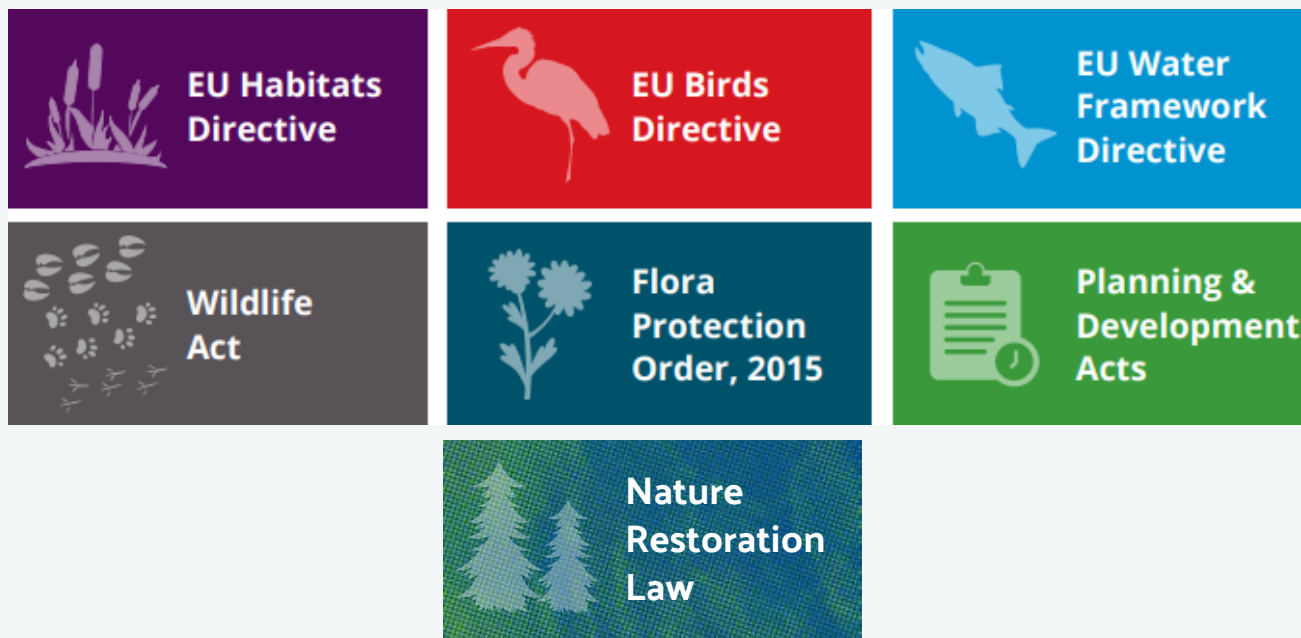 EU Habitats
Directive
EU Birds
Directive
EU Water
Framework
Directive
Wildlife
Act
Flora
Protection
Order, 2015
Planning &
Development
Acts
Nature
Restoration
Law